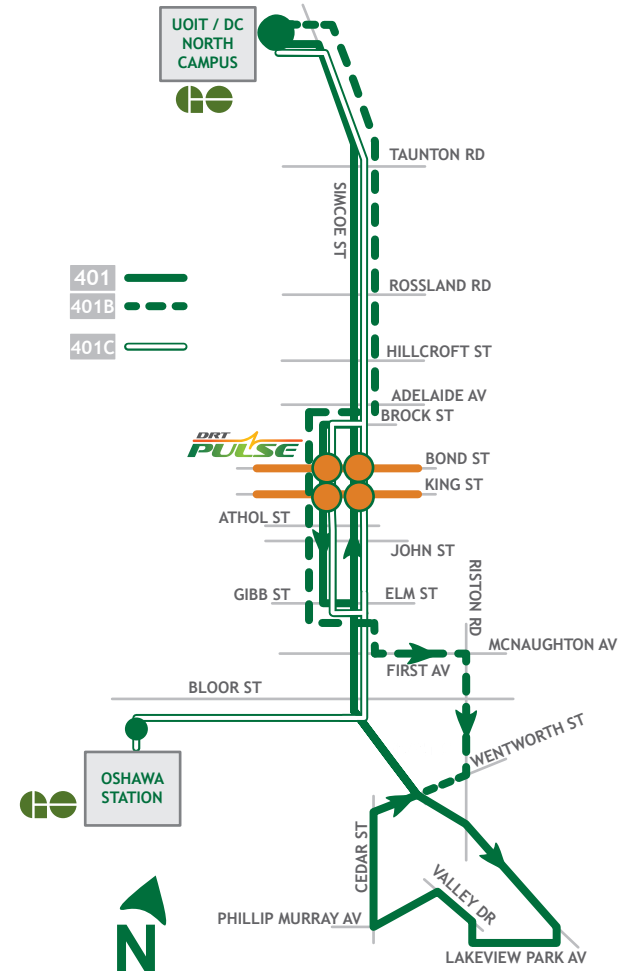 UOIT / DC
NORTH
CAMPUS
GO
TAUNTON RD
SIMCOE ST
401
401B
401C
ROSSLAND RD
HILLCROFT ST
ADELAIDE AV
BROCK ST
DRT
PULSE
BOND ST
KING ST
ATHOL ST
JOHN ST
RISTON RD
GIBB ST
ELM ST
MCNAUGHTON AV
FIRST AV
BLOOR ST
WENTWORTH ST
OSHAWA
STATION
GO
CEDAR ST
VALLEY DR
PHILLIP MURRAY AV
LAKEVIEW PARK AV
N